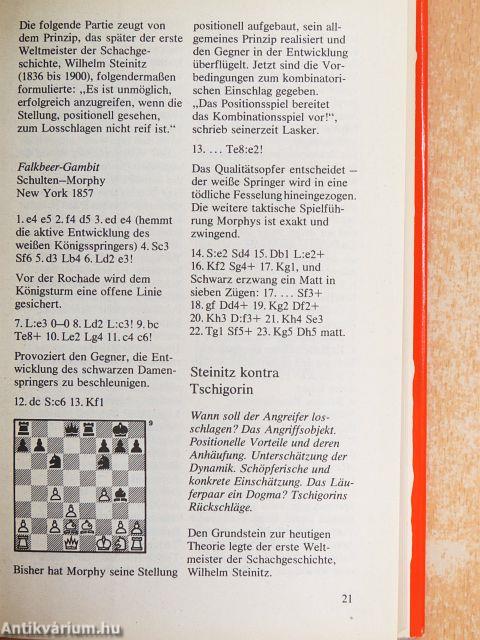 Die folgende Partie zeugt von
dem Prinzip, das später der erste
Weltmeister der Schachge-
schichte, Wilhelm Steinitz
(1836 bis 1900), folgendermaßen
formulierte: „Es ist unmöglich,
erfolgreich anzugreifen, wenn die
Stellung, positionell gesehen,
zum Losschlagen nicht reif ist.“
Falkbeer-Gambit
Schulten–Morphy
New York 1857
1. e4 e5 2. f4 d5 3. ed e4 (hemmt
die aktive Entwicklung des
weißen Königsspringers) 4. Sc3
Sf6 5. d3 Lb4 6. Ld2 e3!
Vor der Rochade wird dem
Königsturm eine offene Linie
gesichert.
7. L:e3 0–0 8. Ld2 L:c3! 9. bc
Te8+ 10. Le2 Lg4 11. c4 c6!
Provoziert den Gegner, die Ent-
wicklung des schwarzen Damen-
springers zu beschleunigen.
12. dc S:c6 13. Kf1
9
Bisher hat Morphy seine Stellung
positionell aufgebaut, sein all-
gemeines Prinzip realisiert und
den Gegner in der Entwicklung
überflügelt. Jetzt sind die Vor-
bedingungen zum kombinatori-
schen Einschlag gegeben.
„Das Positionsspiel bereitet
das Kombinationsspiel vor!“,
schrieb seinerzeit Lasker.
13. ... Te8:e2!
Das Qualitätsopfer entscheidet –
der weiße Springer wird in eine
tödliche Fesselung hineingezogen.
Die weitere taktische Spielfüh-
rung Morphys ist exakt und
zwingend.
14. S:e2 Sd4 15. Db1 L:e2+
16. Kf2 Sg4+ 17. Kg1, und
Schwarz erzwang ein Matt in
sieben Zügen: 17. ... Sf3+
18. gf Dd4+ 19. Kg2 Df2+
20. Kh3 D:f3+ 21. Kh4 Se3
22. Tg1 Sf5+ 23. Kg5 Dh5 matt.
Steinitz kontra
Tschigorin
Wann soll der Angreifer los-
schlagen? Das Angriffsobjekt.
Positionelle Vorteile und deren
Anhäufung. Unterschätzung der
Dynamik. Schöpferische und
konkrete Einschätzung. Das Läu-
ferpaar ein Dogma? Tschigorins
Rückschläge.
Den Grundstein zur heutigen
Theorie legte der erste Welt-
meister der Schachgeschichte,
Wilhelm Steinitz.
21
Antikvárium.hu